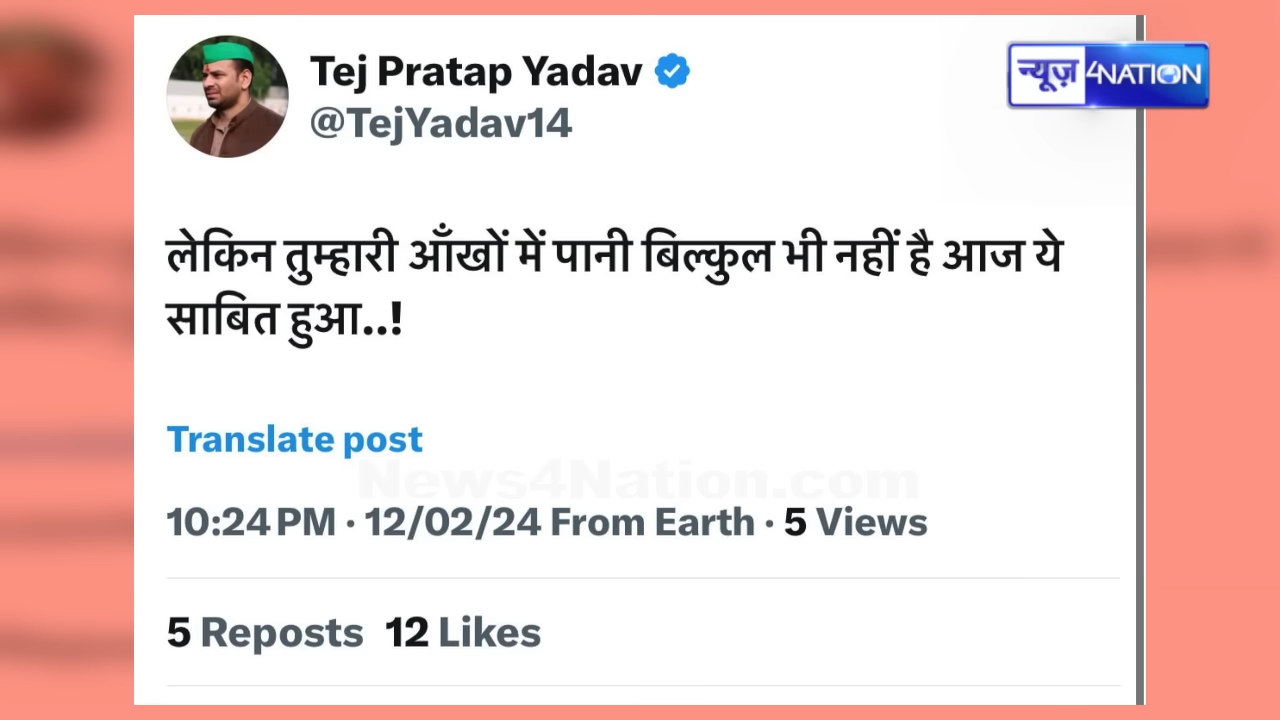 न्यूज़ 4NATION
Tej Pratap Yadav
@TejYadav14
लेकिन तुम्हारी आँखों में पानी बिल्कुल भी नहीं है आज ये
साबित हुआ..!
Translate post
News4Nation.com
10:24 PM · 12/02/24 From Earth · 5 Views
5 Reposts 12 Likes